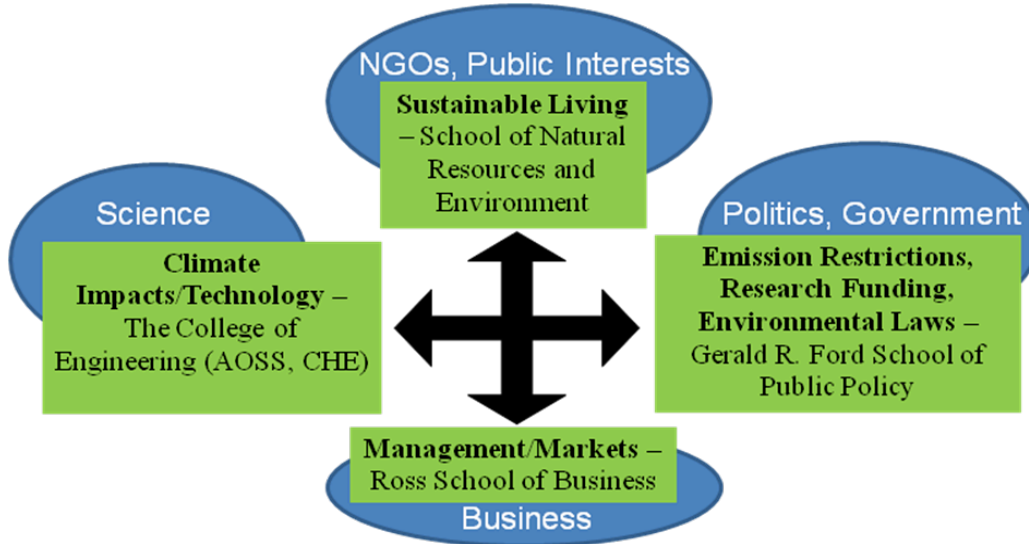 NGOs, Public Interests
Sustainable Living
– School of Natural
Resources and
Environment
Science
Climate
Impacts/Technology –
The College of
Engineering (AOSS, CHE)
Politics, Government
Emission Restrictions,
Research Funding,
Environmental Laws –
Gerald R. Ford School of
Public Policy
Management/Markets –
Ross School of Business
Business